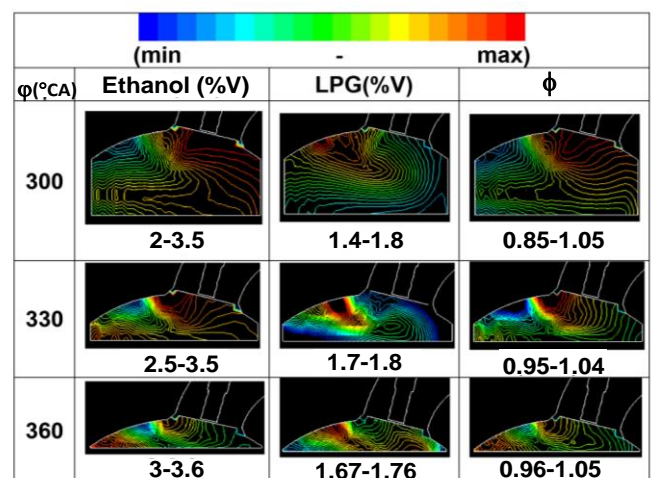 (min - max)
φ(°CA) Ethanol (%V) LPG(%V) ϕ
300
2-3.5 1.4-1.8 0.85-1.05
330
2.5-3.5 1.7-1.8 0.95-1.04
360
3-3.6 1.67-1.76 0.96-1.05